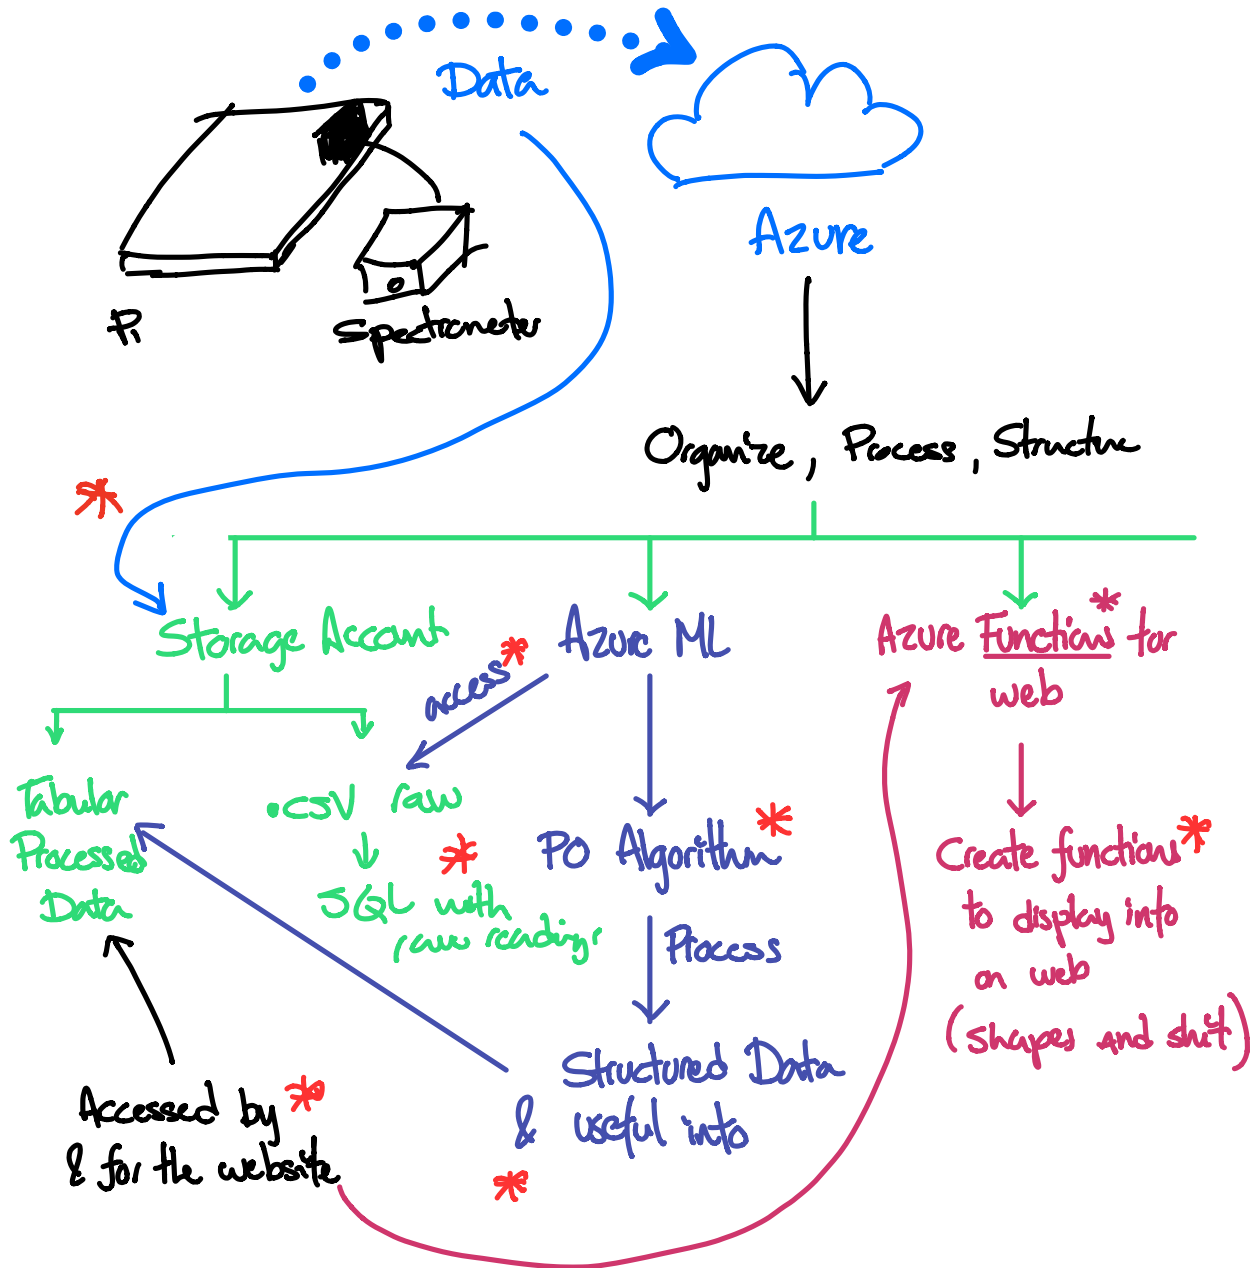 Data
Azure
Pi
Spectrometer
Organize, Process, Structure
Storage Account
Azure ML
Azure Functions for
web
access
Tabular
Processed
Data
.CSV raw
SQL with
raw readings
PO Algorithm
Process
Structured Data
& useful info
Create functions
to display info
on web
(shapes and shit)
Accessed by
& for the website